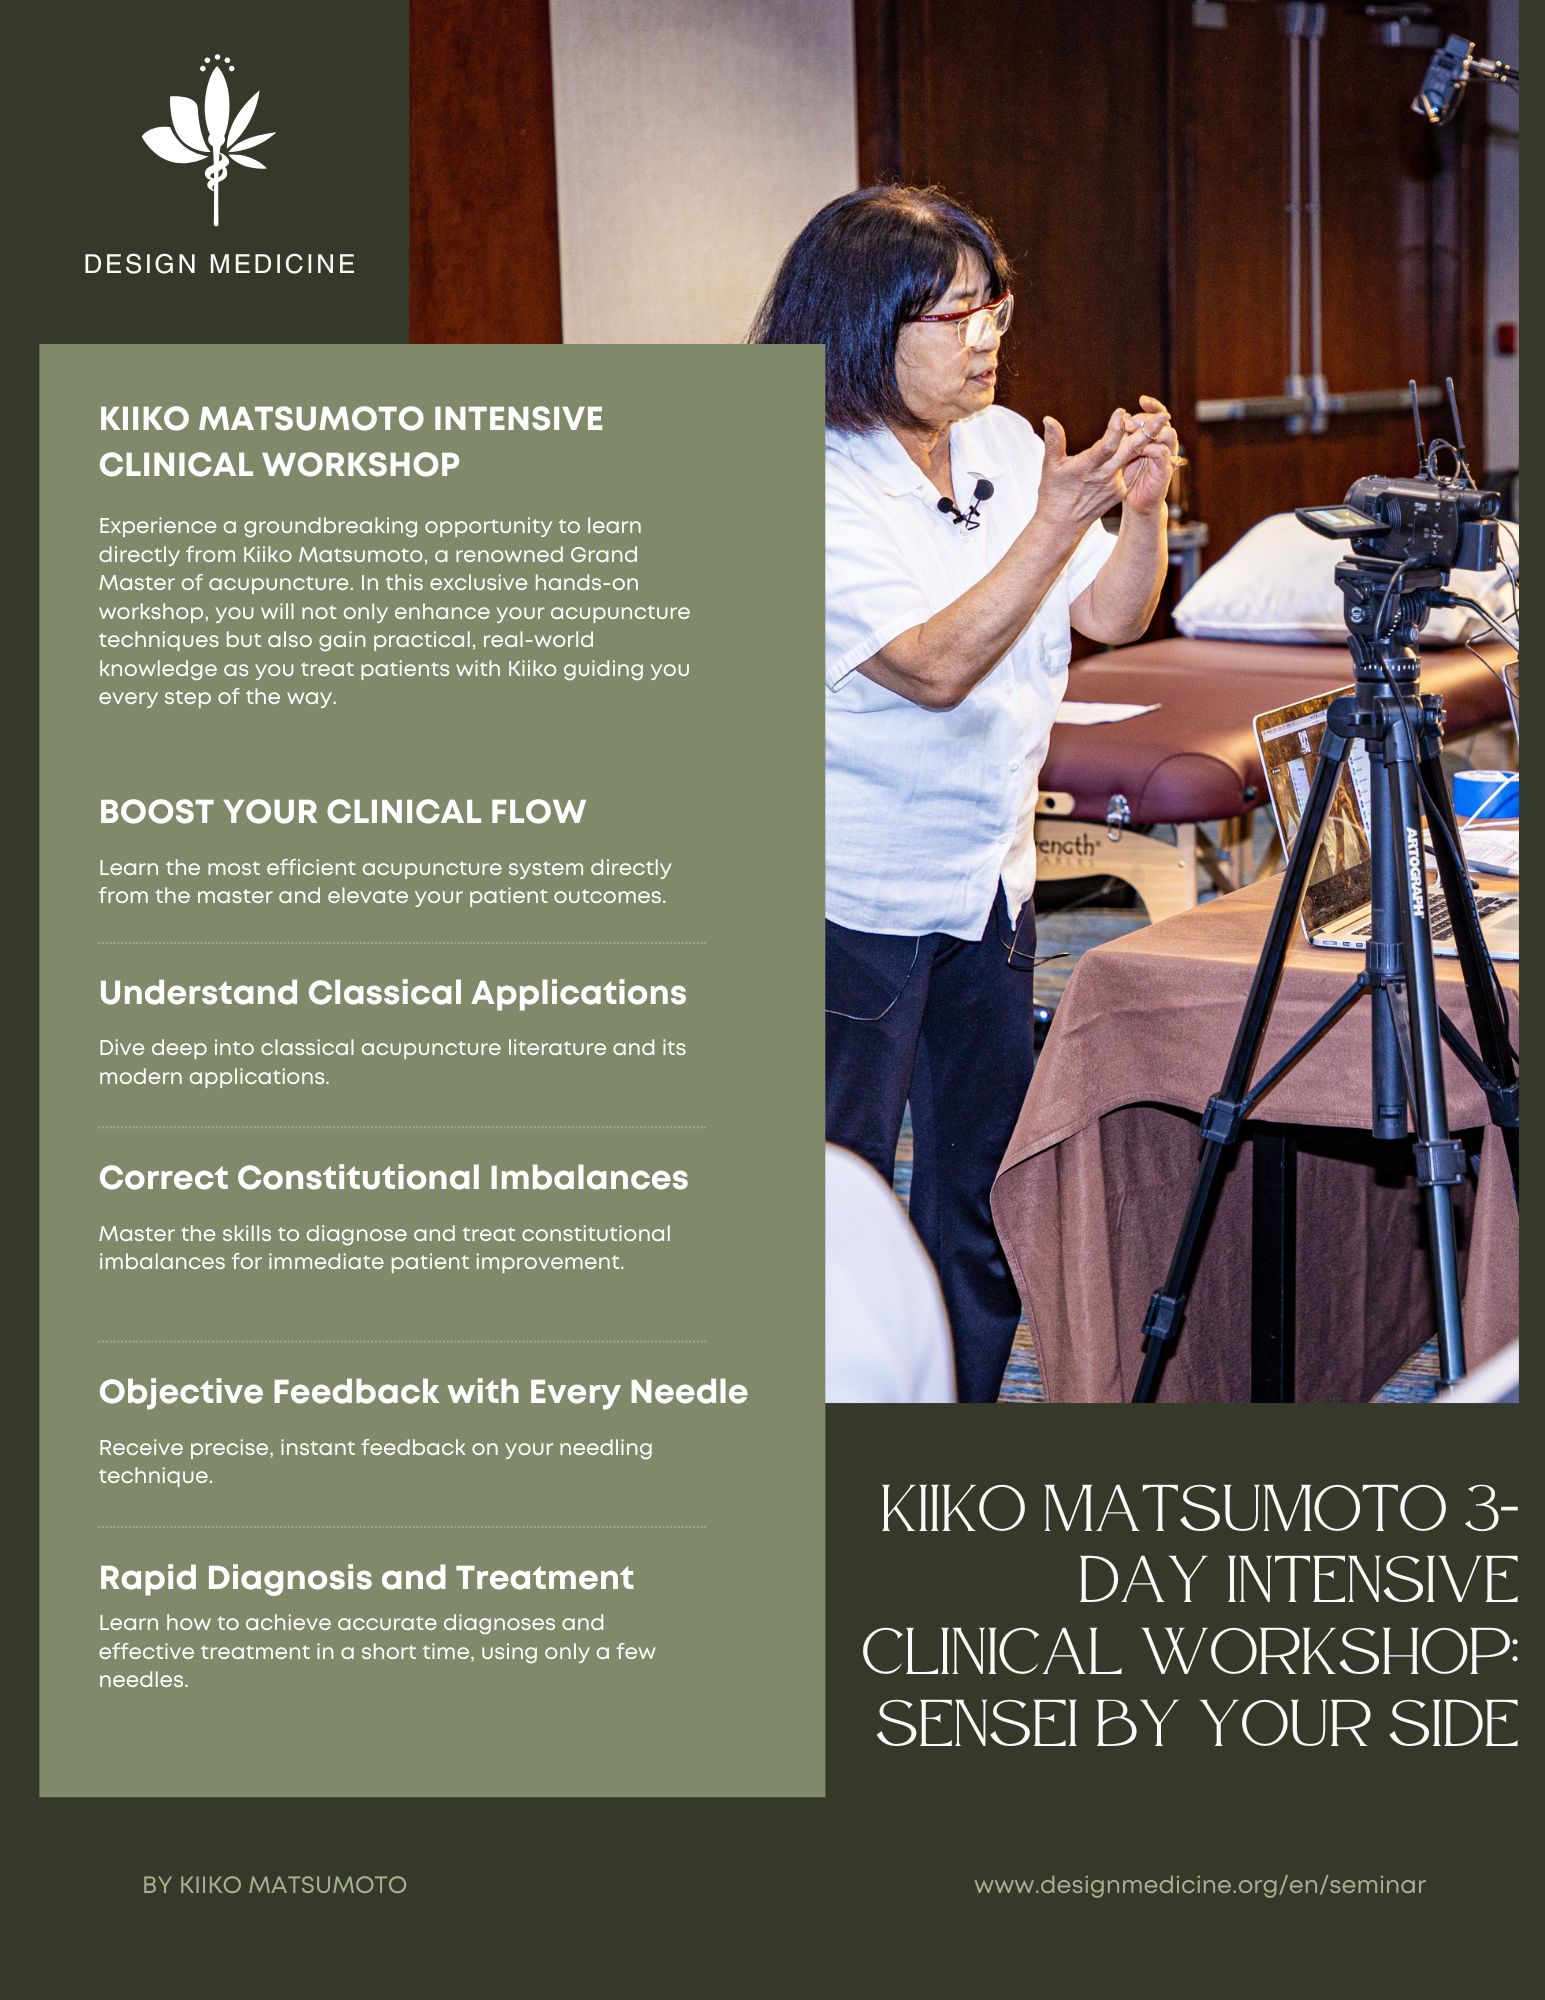 DESIGN MEDICINE
KIIKO MATSUMOTO INTENSIVE
CLINICAL WORKSHOP
Experience a groundbreaking opportunity to learn
directly from Kiiko Matsumoto, a renowned Grand
Master of acupuncture. In this exclusive hands-on
workshop, you will not only enhance your acupuncture
techniques but also gain practical, real-world
knowledge as you treat patients with Kiiko guiding you
every step of the way.
BOOST YOUR CLINICAL FLOW
Learn the most efficient acupuncture system directly
from the master and elevate your patient outcomes.
Understand Classical Applications
Dive deep into classical acupuncture literature and its
modern applications.
Correct Constitutional Imbalances
Master the skills to diagnose and treat constitutional
imbalances for immediate patient improvement.
Objective Feedback with Every Needle
Receive precise, instant feedback on your needling
technique.
Rapid Diagnosis and Treatment
Learn how to achieve accurate diagnoses and
effective treatment in a short time, using only a few
needles.
ARTOGRAPH
KIIKO MATSUMOTO 3-
DAY INTENSIVE
CLINICAL WORKSHOP:
SENSEI BY YOUR SIDE
BY KIIKO MATSUMOTO
www.designmedicine.org/en/seminar